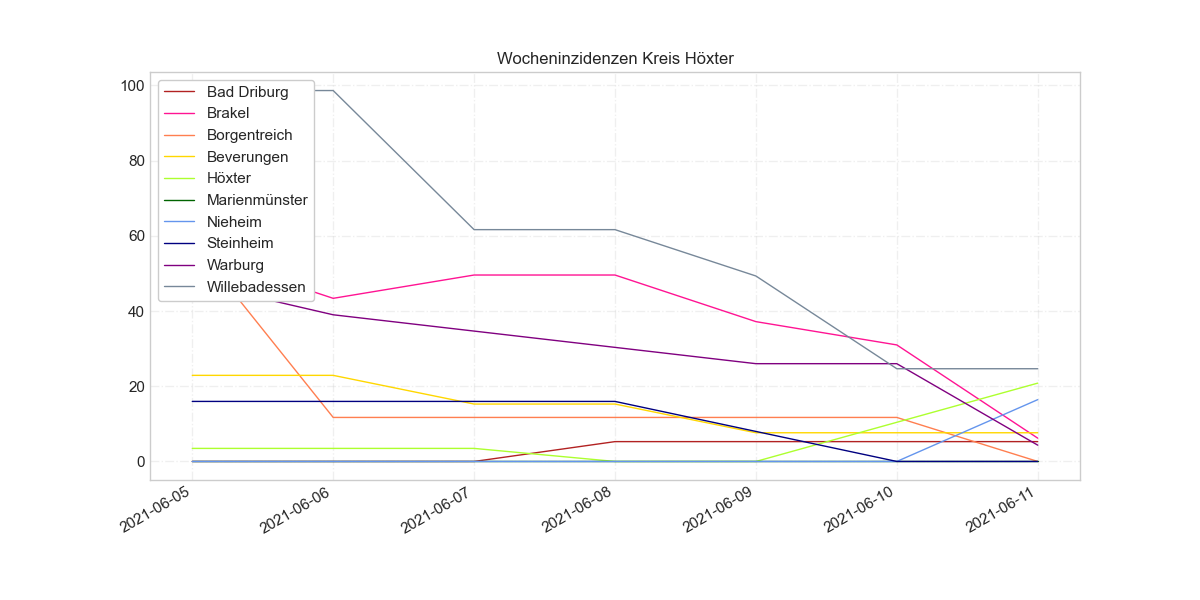 Wocheninzidenzen Kreis Höxter
100
80
60
40
20
0
Bad Driburg
Brakel
Borgentreich
Beverungen
Höxter
Marienmünster
Nieheim
Steinheim
Warburg
Willebadessen
2021-06-05
2021-06-06
2021-06-07
2021-06-08
2021-06-09
2021-06-10
2021-06-11